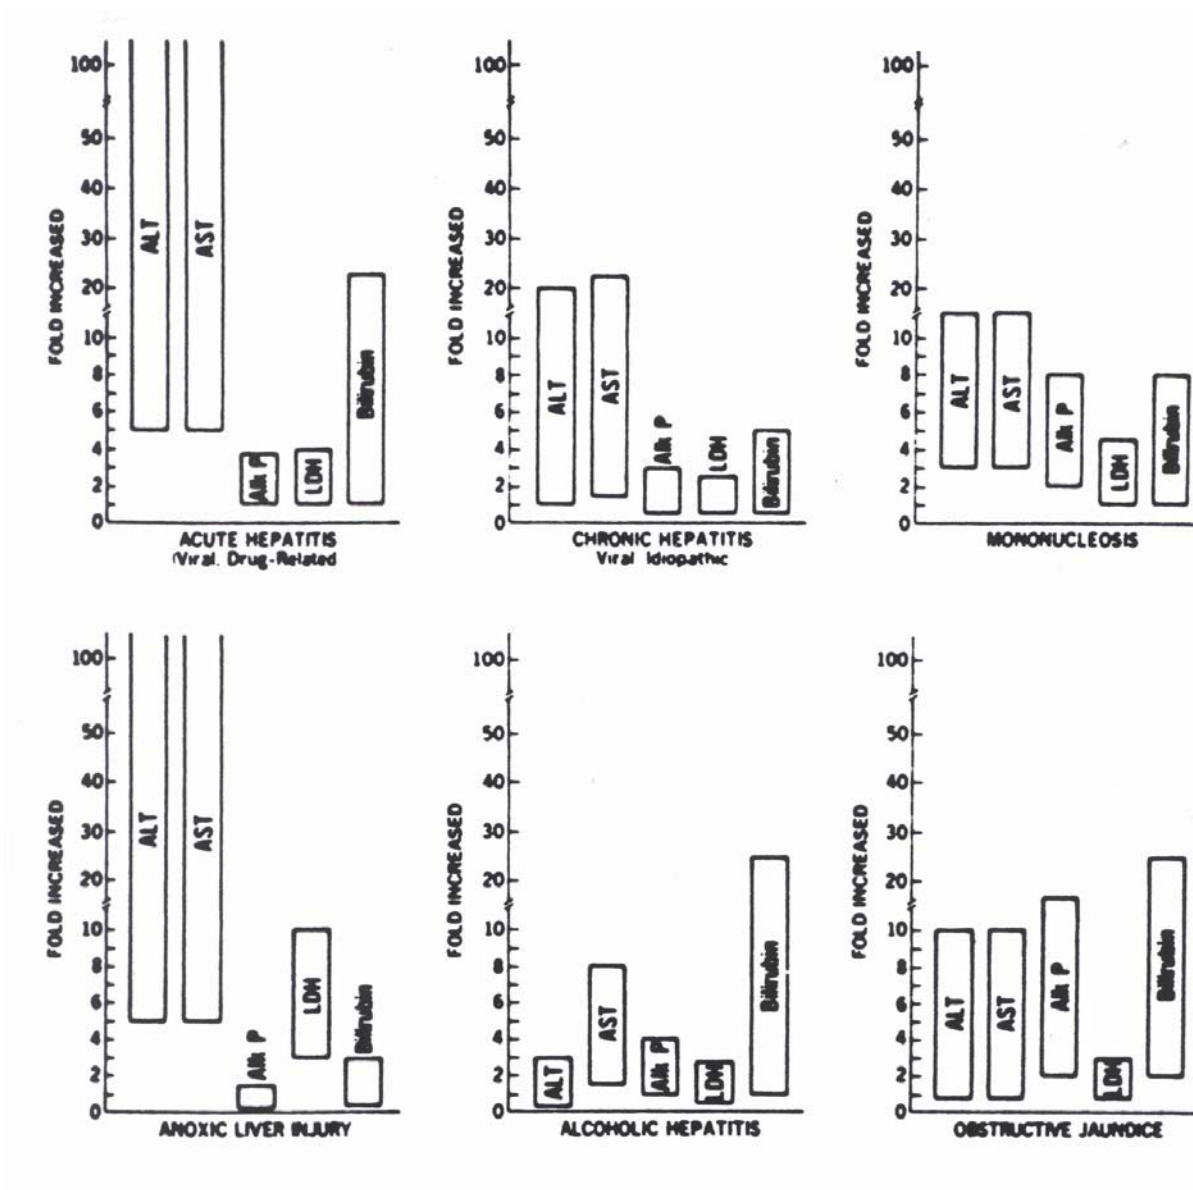 FOLD INCREASED
100
50
40
30
20
10
8
6
4
2
0
ALT
AST
Alk P
LDH
Bilirubin
ACUTE HEPATITIS
(Viral, Drug-Related
FOLD INCREASED
100
50
40
30
20
10
8
6
4
2
0
ALT
AST
Alk P
LDH
Bilirubin
CHRONIC HEPATITIS
Viral Idiopathic
FOLD INCREASED
100
50
40
30
20
10
8
6
4
2
0
ALT
AST
Alk P
LDH
Bilirubin
MONONUCLEOSIS
FOLD INCREASED
100
50
40
30
20
10
8
6
4
2
0
ALT
AST
Alk P
LDH
Bilirubin
ANOXIC LIVER INJURY
FOLD INCREASED
100
50
40
30
20
10
8
6
4
2
0
ALT
AST
Alk P
LDH
Bilirubin
ALCOHOLIC HEPATITIS
FOLD INCREASED
100
50
40
30
20
10
8
6
4
2
0
ALT
AST
Alk P
LDH
Bilirubin
OBSTRUCTIVE JAUNDICE